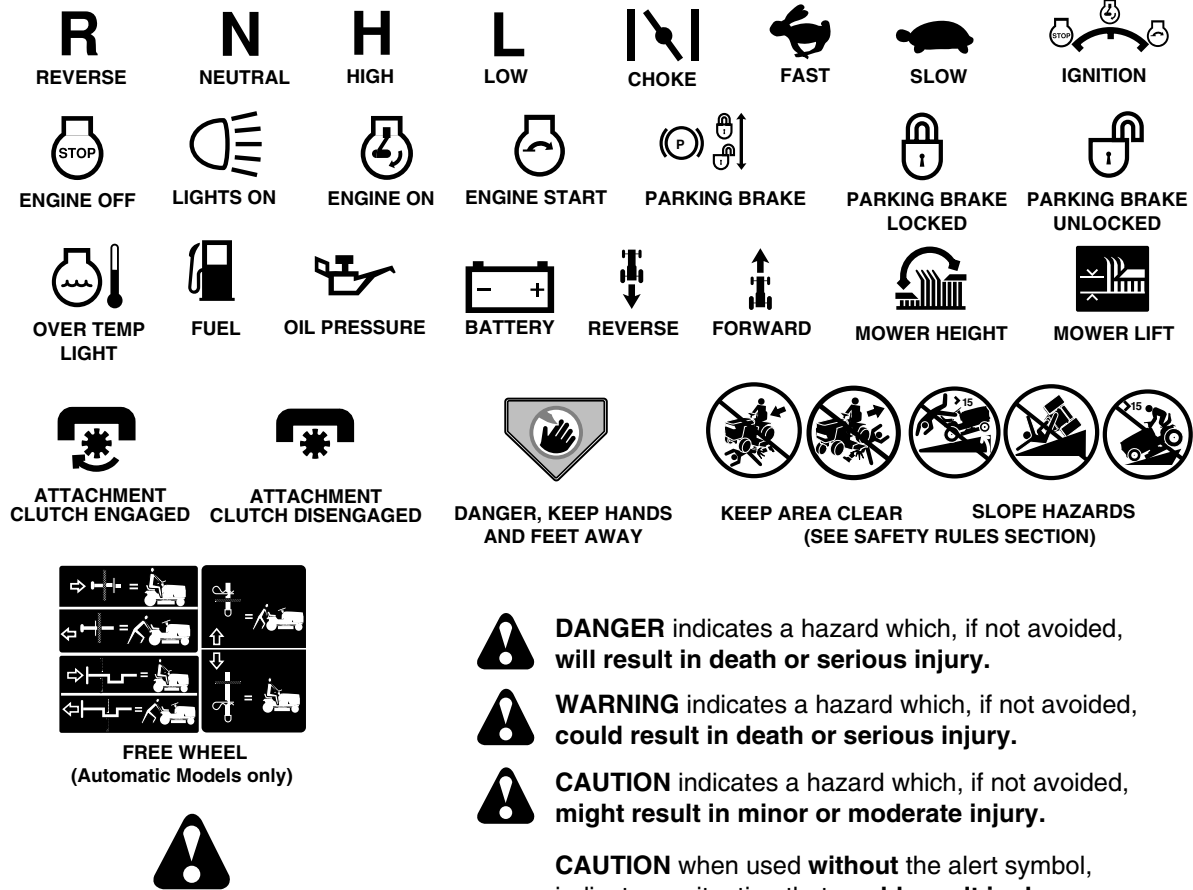 R N H L
STOP
REVERSE NEUTRAL HIGH LOW CHOKE FAST SLOW IGNITION
STOP P
ENGINE OFF LIGHTS ON ENGINE ON ENGINE START PARKING BRAKE PARKING BRAKE PARKING BRAKE
LOCKED UNLOCKED
- +
OVER TEMP FUEL OIL PRESSURE BATTERY REVERSE FORWARD MOWER HEIGHT MOWER LIFT
LIGHT
>15 >15
ATTACHMENT
CLUTCH ENGAGED
ATTACHMENT
CLUTCH DISENGAGED
DANGER, KEEP HANDS
AND FEET AWAY
KEEP AREA CLEAR SLOPE HAZARDS
(SEE SAFETY RULES SECTION)
= =
= =
=
=
FREE WHEEL
(Automatic Models only)
!
! DANGER indicates a hazard which, if not avoided,
will result in death or serious injury.
! WARNING indicates a hazard which, if not avoided,
could result in death or serious injury.
! CAUTION indicates a hazard which, if not avoided,
might result in minor or moderate injury.
CAUTION when used without the alert symbol,